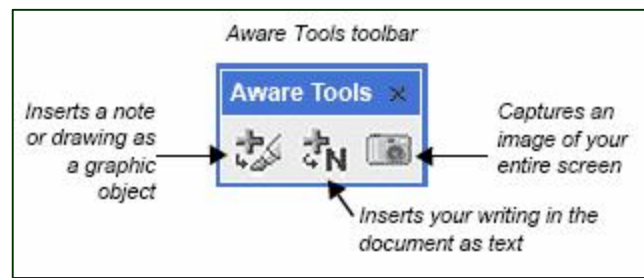 Aware Tools toolbar
Aware Tools ×
Inserts a note
or drawing as
a graphic
object
N
Captures an
image of your
entire screen
Inserts your writing in the
document as text